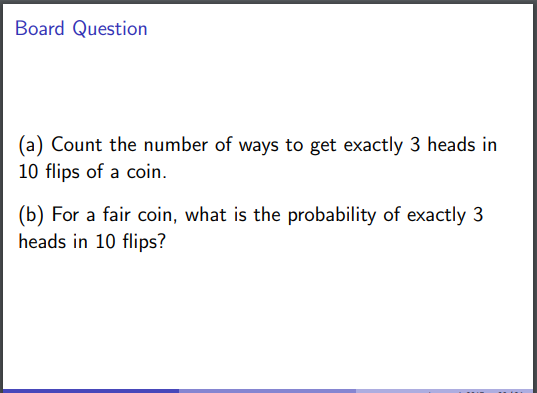 Board Question
(a) Count the number of ways to get exactly 3 heads in
10 flips of a coin.
(b) For a fair coin, what is the probability of exactly 3
heads in 10 flips?